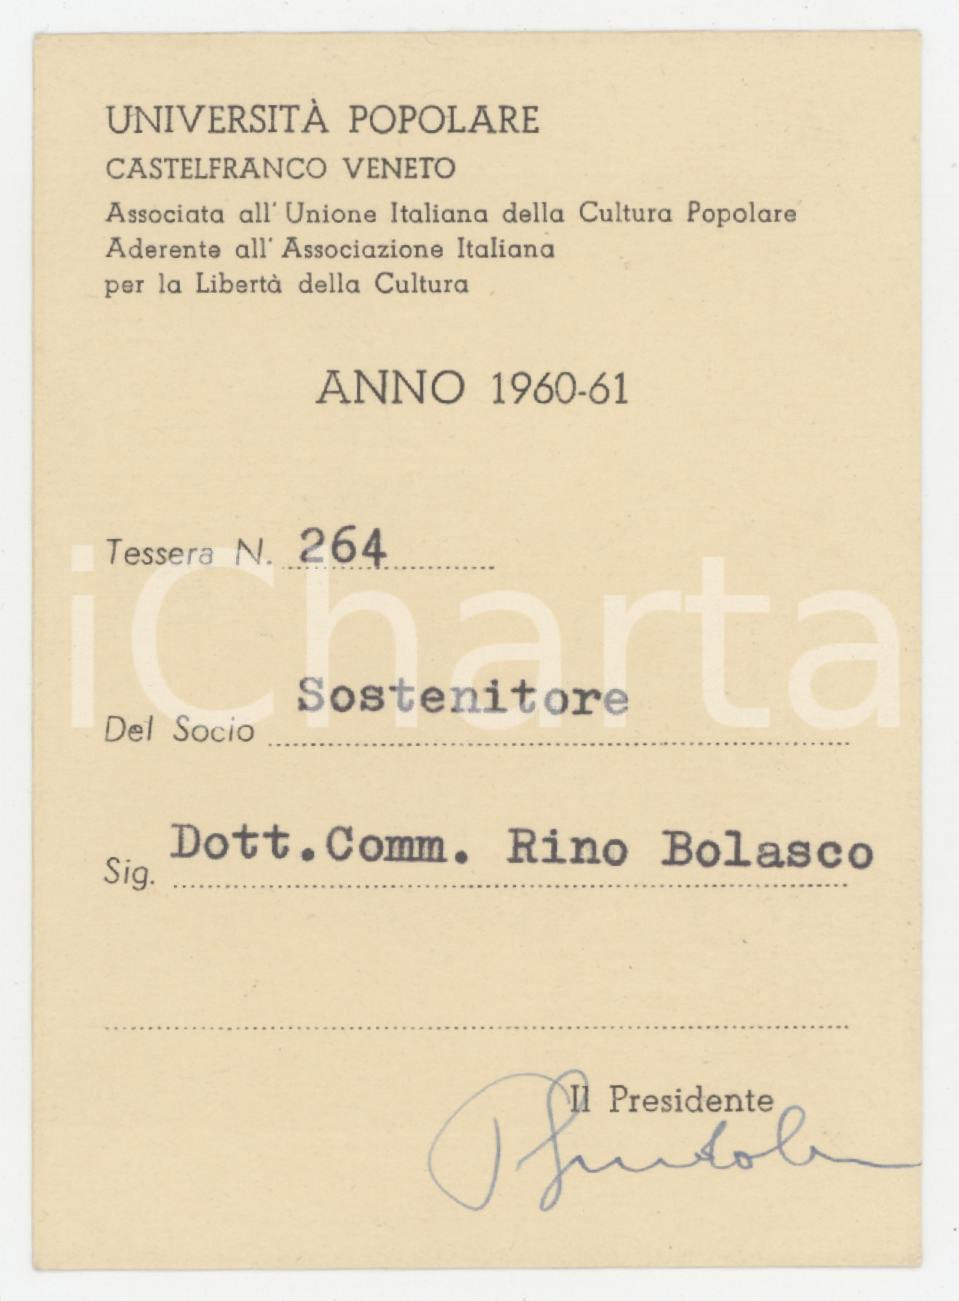 UNIVERSITÀ POPOLARE
CASTELFRANCO VENETO
Associata all' Unione Italiana della Cultura Popolare
Aderente all' Associazione Italiana
per la Libertà della Cultura
ANNO 1960-61
Tessera N. 264
iCharta
Del Socio Sostenitore
Sig. Dott.Comm. Rino Bolasco
Il Presidente